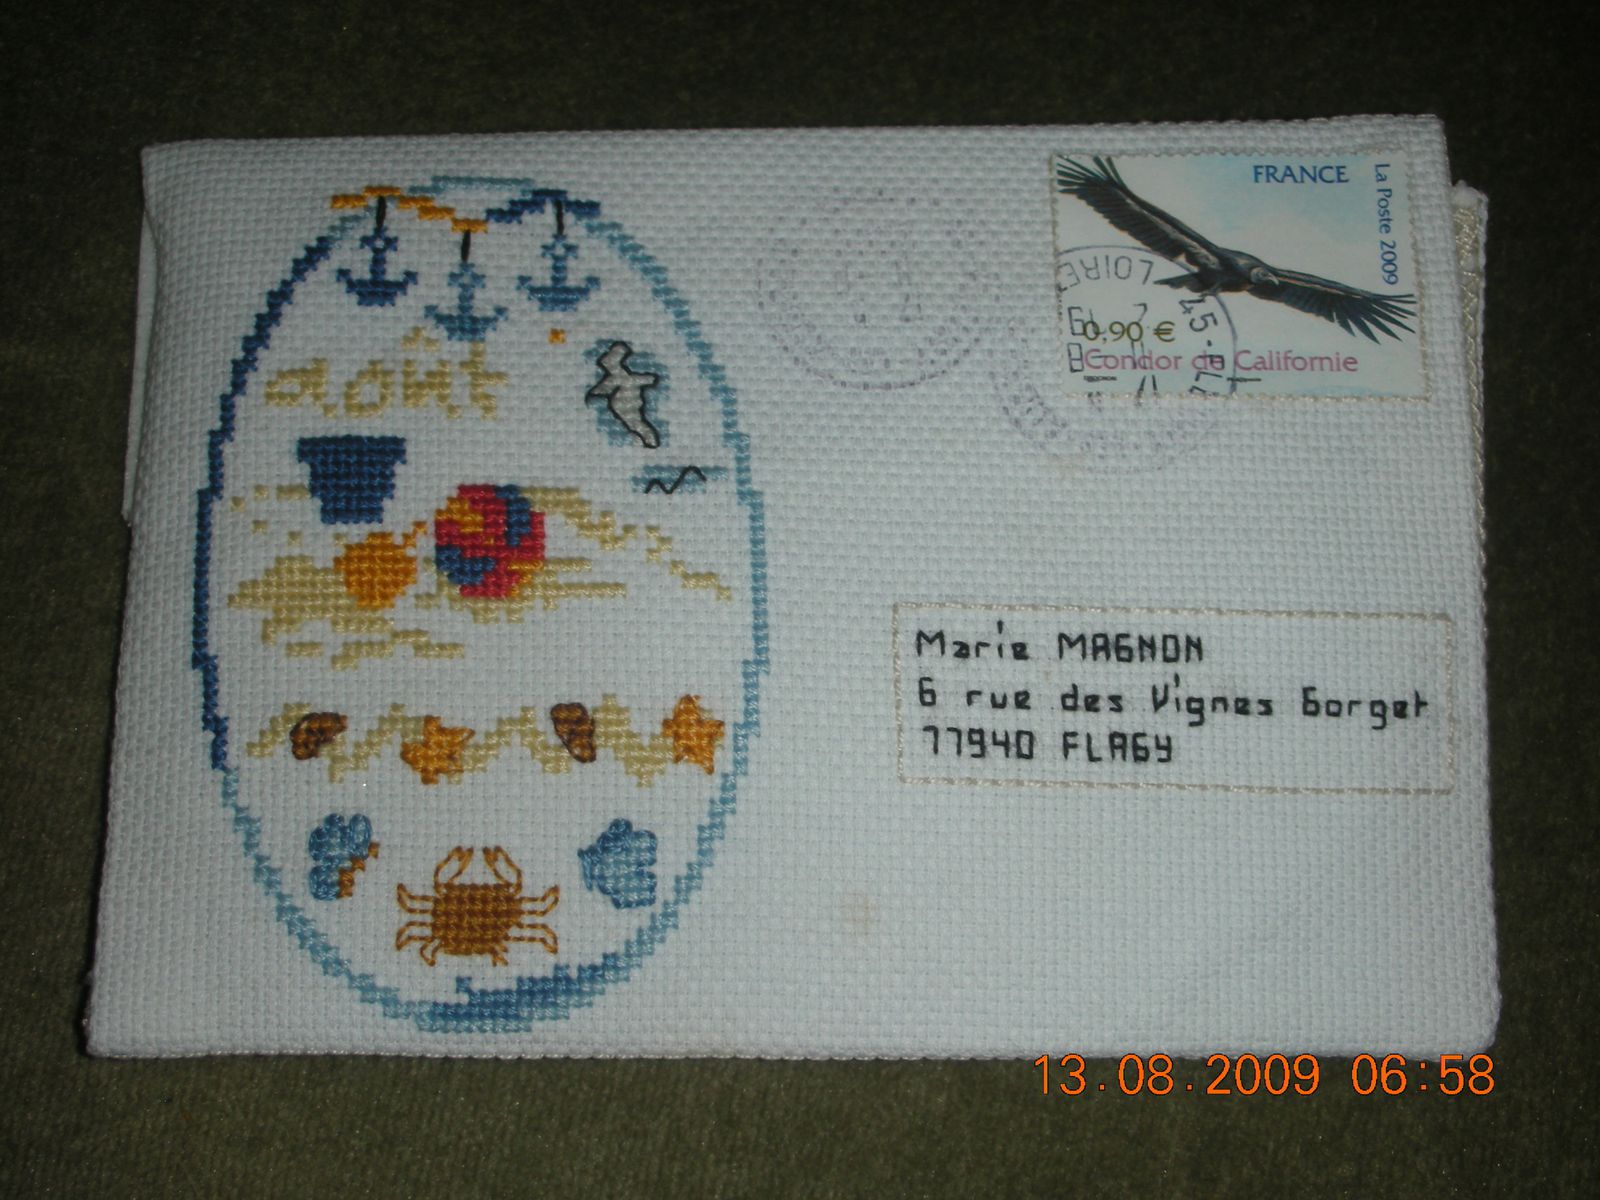 août
FRANCE
La Poste 2009
0,90 €
Condor de Californie
45-
LOIRE
Marie MAGNON
6 rue des Vignes Gorget
77940 FLAGY
13.08.2009 06:58